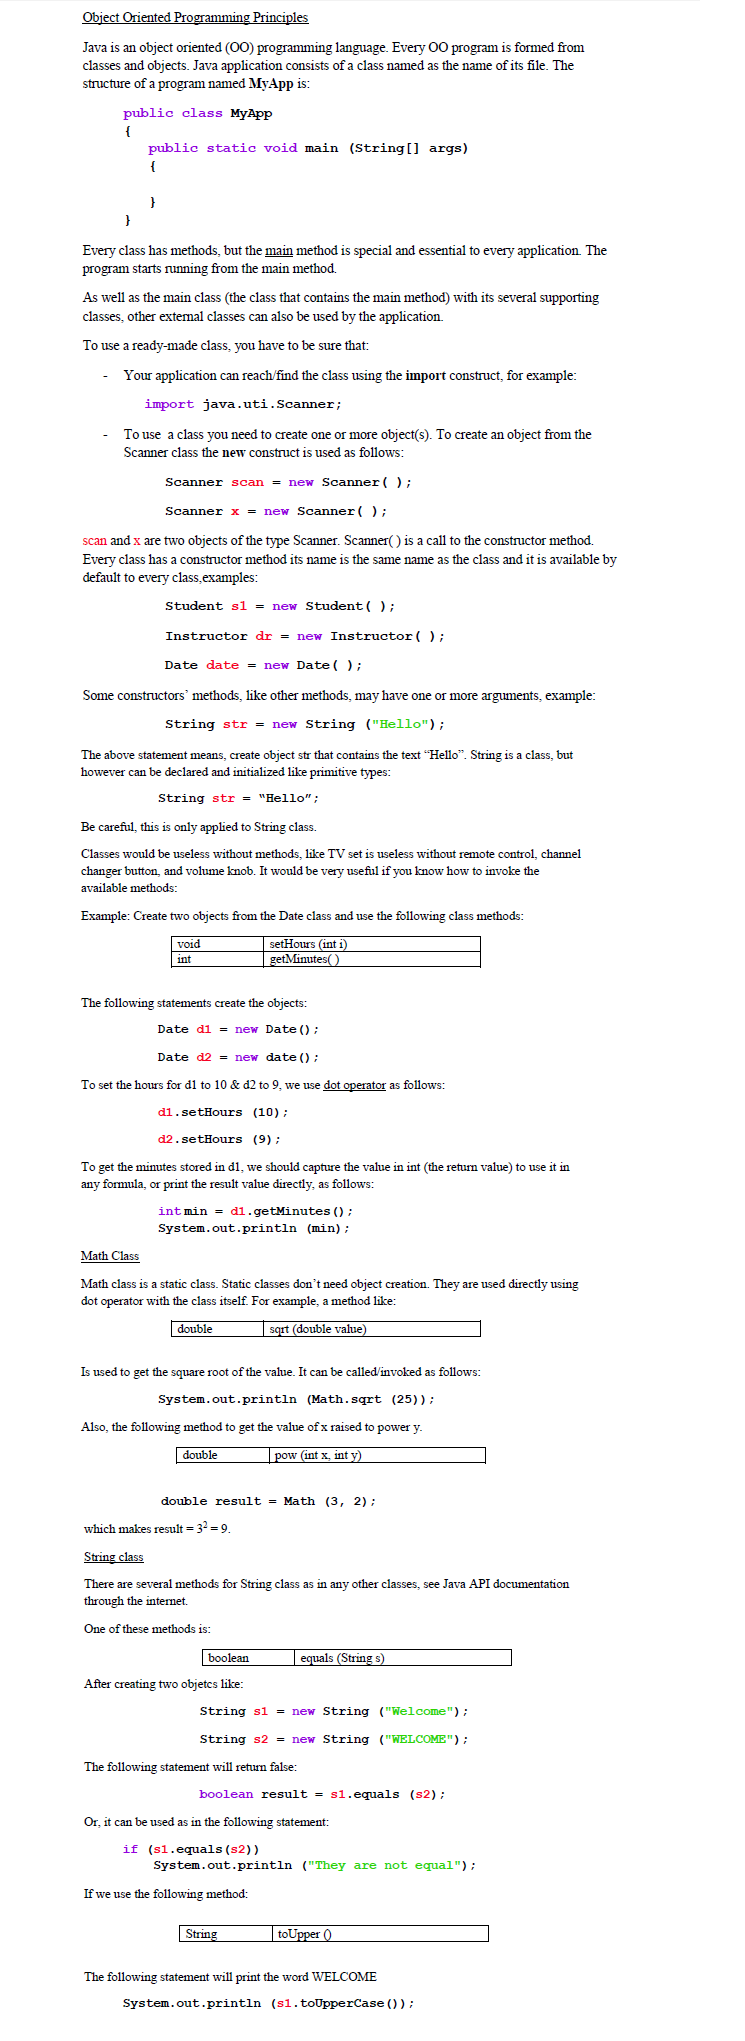 Object Oriented Programming Principles
Java is an object oriented (OO) programming language. Every OO program is formed from
classes and objects. Java application consists of a class named as the name of its file. The
structure of a program named MyApp is:
public class MyApp
{
public static void main (String[] args)
{
}
}
Every class has methods, but the main method is special and essential to every application. The
program starts running from the main method.
As well as the main class (the class that contains the main method) with its several supporting
classes, other external classes can also be used by the application.
To use a ready-made class, you have to be sure that:
- Your application can reach/find the class using the import construct, for example:
import java.uti.Scanner;
- To use a class you need to create one or more object(s). To create an object from the
Scanner class the new construct is used as follows:
Scanner scan = new Scanner( );
Scanner x = new Scanner( );
scan and x are two objects of the type Scanner. Scanner( ) is a call to the constructor method.
Every class has a constructor method its name is the same name as the class and it is available by
default to every class,examples:
Student s1 = new Student( );
Instructor dr = new Instructor( );
Date date = new Date( );
Some constructors' methods, like other methods, may have one or more arguments, example:
String str = new String ("Hello");
The above statement means, create object str that contains the text “Hello”. String is a class, but
however can be declared and initialized like primitive types:
String str = “Hello”;
Be careful, this is only applied to String class.
Classes would be useless without methods, like TV set is useless without remote control, channel
changer button, and volume knob. It would be very useful if you know how to invoke the
available methods:
Example: Create two objects from the Date class and use the following class methods:
void setHours (int i)
int getMinutes( )
The following statements create the objects:
Date d1 = new Date();
Date d2 = new date();
To set the hours for d1 to 10 & d2 to 9, we use dot operator as follows:
d1.setHours (10);
d2.setHours (9);
To get the minutes stored in d1, we should capture the value in int (the return value) to use it in
any formula, or print the result value directly, as follows:
int min = d1.getMinutes();
System.out.println (min);
Math Class
Math class is a static class. Static classes don't need object creation. They are used directly using
dot operator with the class itself. For example, a method like:
double sqrt (double value)
Is used to get the square root of the value. It can be called/invoked as follows:
System.out.println (Math.sqrt (25));
Also, the following method to get the value of x raised to power y.
double pow (int x, int y)
double result = Math (3, 2);
which makes result = 3² = 9.
String class
There are several methods for String class as in any other classes, see Java API documentation
through the internet.
One of these methods is:
boolean equals (String s)
After creating two objetcs like:
String s1 = new String ("Welcome");
String s2 = new String ("WELCOME");
The following statement will return false:
boolean result = s1.equals (s2);
Or, it can be used as in the following statement:
if (s1.equals(s2))
System.out.println ("They are not equal");
If we use the following method:
String toUpper ()
The following statement will print the word WELCOME
System.out.println (s1.toUpperCase());